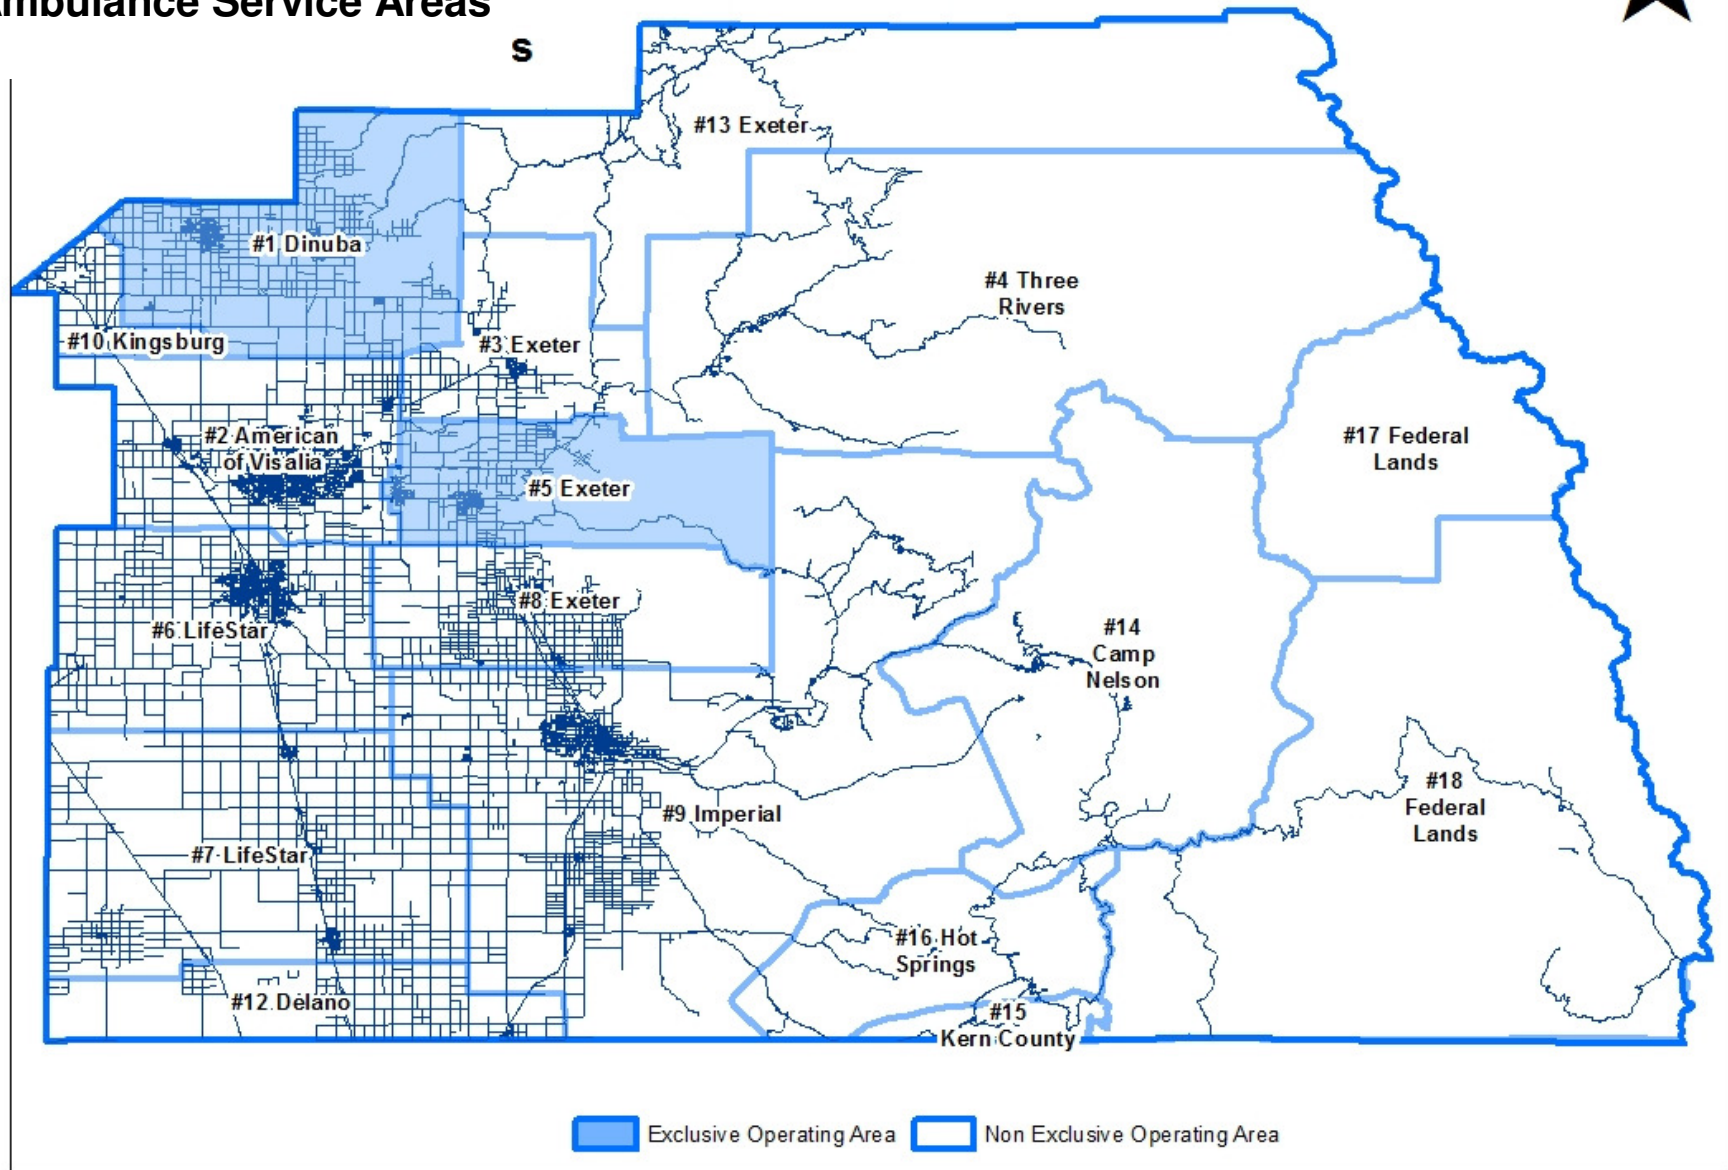 Ambulance Service Areas
S
#13 Exeter
#1 Dinuba
#4 Three
Rivers
#10 Kingsburg
#3 Exeter
#2 American
of Visalia
#17 Federal
Lands
#5 Exeter
#8 Exeter
#6 LifeStar
#14
Camp
Nelson
#18
Federal
Lands
#9 Imperial
#7 LifeStar
#16 Hot
Springs
#12 Delano
#15
Kern County
Exclusive Operating Area
Non Exclusive Operating Area